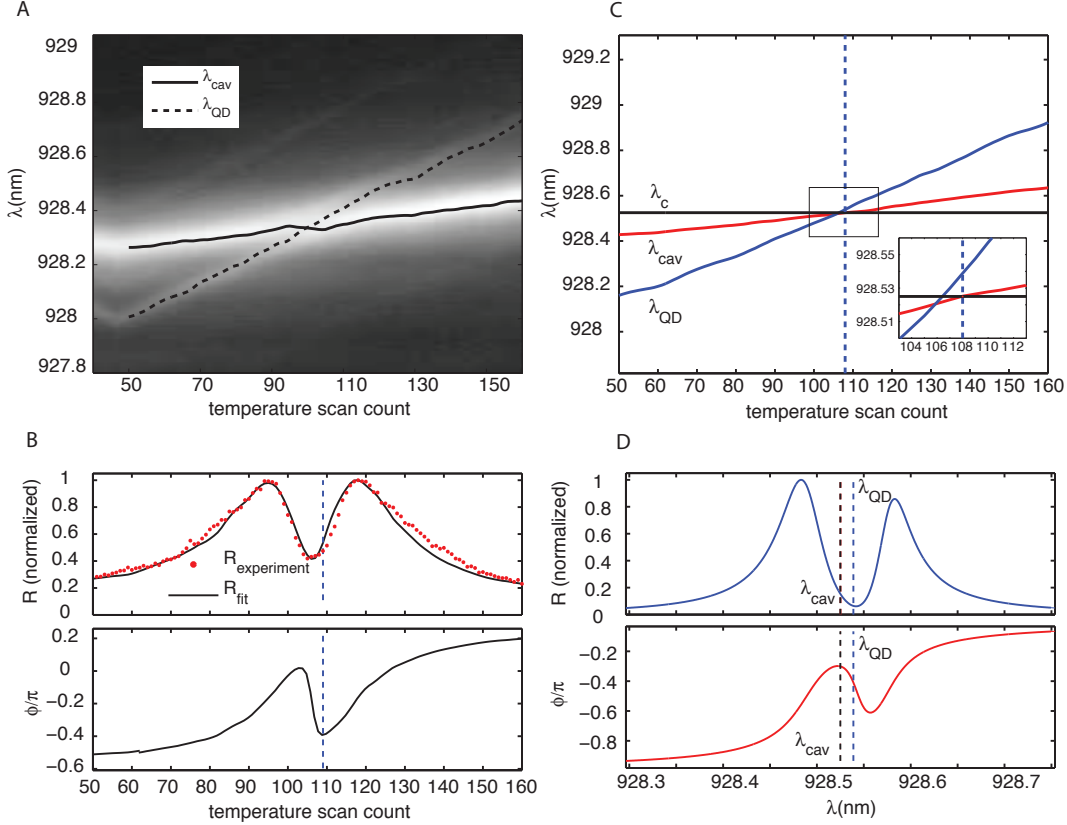 A
929
928.8
928.6
928.4
928.2
928
927.8
λ(nm)
λcav
λQD
50 70 90 110 130 150
temperature scan count
C
929.2
929
928.8
928.6
928.4
928.2
928
λ(nm)
λc
λcav
λQD
928.55
928.53
928.51
104 106 108 110 112
50 60 70 80 90 100 110 120 130 140 150 160
temperature scan count
B
1
0.8
0.6
0.4
0.2
0
R (normalized)
Rexperiment
Rfit
0.2
0
−0.2
−0.4
−0.6
ϕ/π
50 60 70 80 90 100 110 120 130 140 150 160
temperature scan count
D
1
0.8
0.6
0.4
0.2
0
R (normalized)
λQD
λcav
−0.2
−0.4
−0.6
−0.8
ϕ/π
λQD
λcav
928.3 928.4 928.5 928.6 928.7
λ(nm)